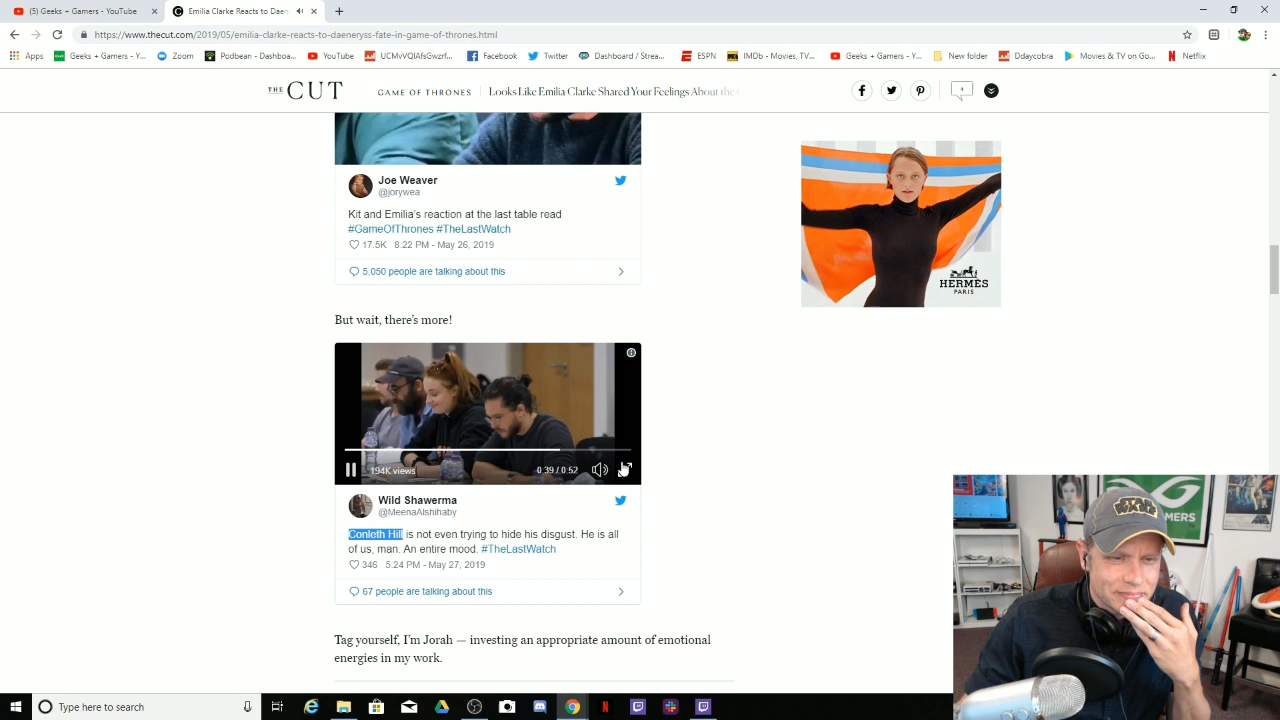 (5) Geeks + Gamers - YouTube
Emilia Clarke Reacts to Daen
https://www.thecut.com/2019/05/emilia-clarke-reacts-to-daeneryss-fate-in-game-of-thrones.html
Apps
Geeks + Gamers - Y...
Zoom
Podbean - Dashboa...
YouTube
UCMvVQIAfsGwzrf...
Facebook
Twitter
Dashboard / Strea...
ESPN
IMDb - Movies, TV...
Geeks + Gamers - Y...
New folder
Ddaycobra
Movies & TV on Go...
Netflix
THE CUT
GAME OF THRONES
Looks Like Emilia Clarke Shared Your Feelings About the
Joe Weaver
@jorywea
Kit and Emilia's reaction at the last table read
#GameOfThrones #TheLastWatch
17.5K 8:22 PM - May 26, 2019
5,050 people are talking about this
HERMÈS
PARIS
But wait, there's more!
194K views
0:39 / 0:52
Wild Shawerma
@MeenaAlshihaby
Conleth Hill is not even trying to hide his disgust. He is all
of us, man. An entire mood. #TheLastWatch
346 5:24 PM - May 27, 2019
67 people are talking about this
Tag yourself, I'm Jorah — investing an appropriate amount of emotional
energies in my work.
STAR WARS
Type here to search